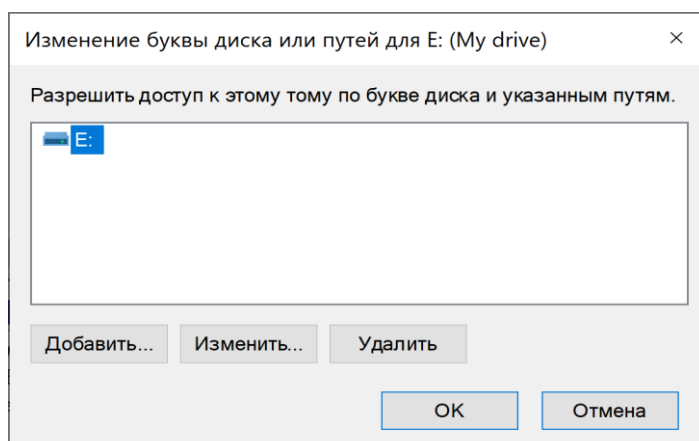 Изменение буквы диска или путей для E: (My drive)
Разрешить доступ к этому тому по букве диска и указанным путям.
E:
Добавить... Изменить... Удалить
ОК Отмена